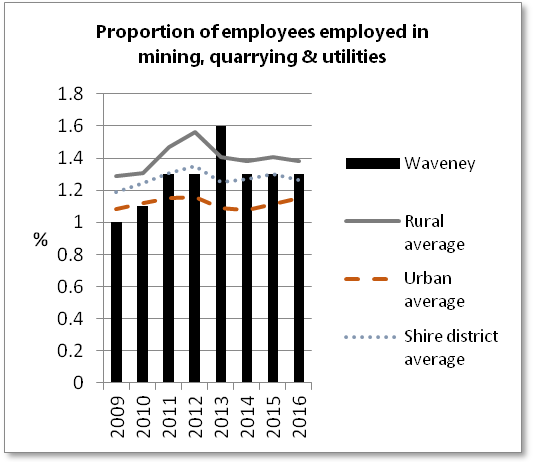 Proportion of employees employed in
mining, quarrying & utilities
1.8
1.6
1.4
1.2
1
0.8
0.6
0.4
0.2
0
%
2009
2010
2011
2012
2013
2014
2015
2016
Waveney
Rural
average
Urban
average
Shire district
average